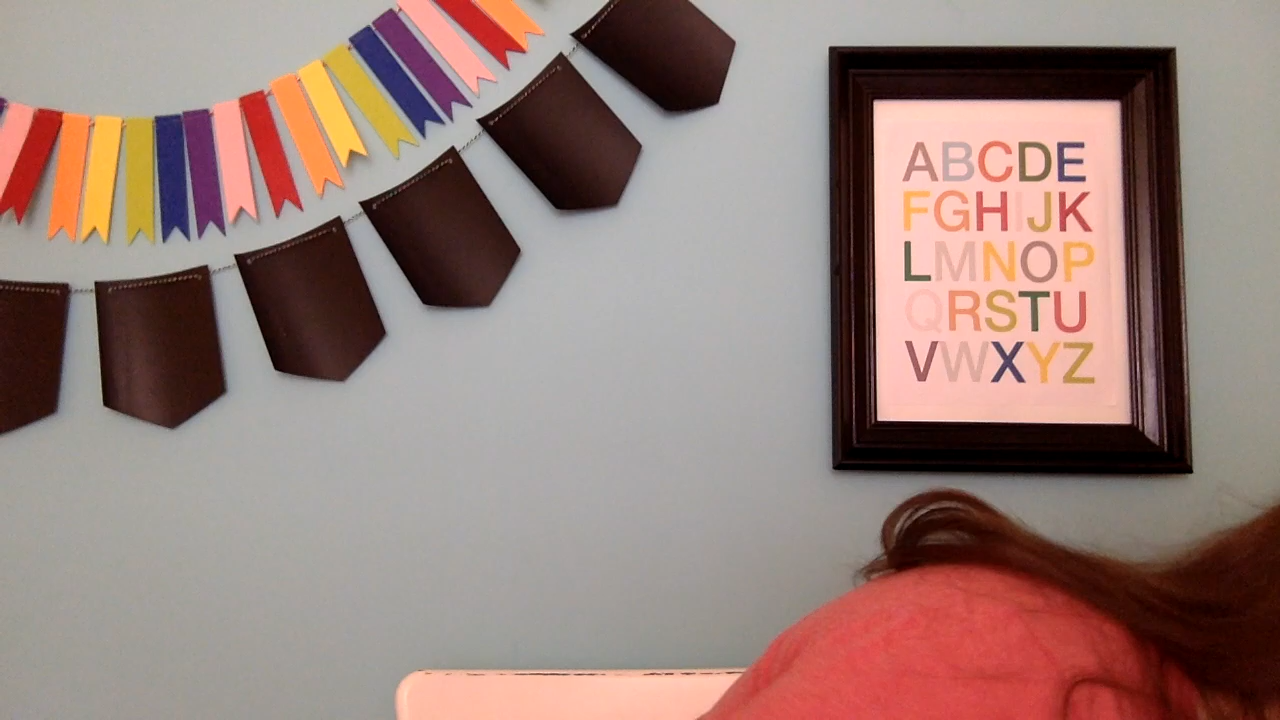 ABCDE
FGHIJK
LMNOP
QRSTU
VWXYZ